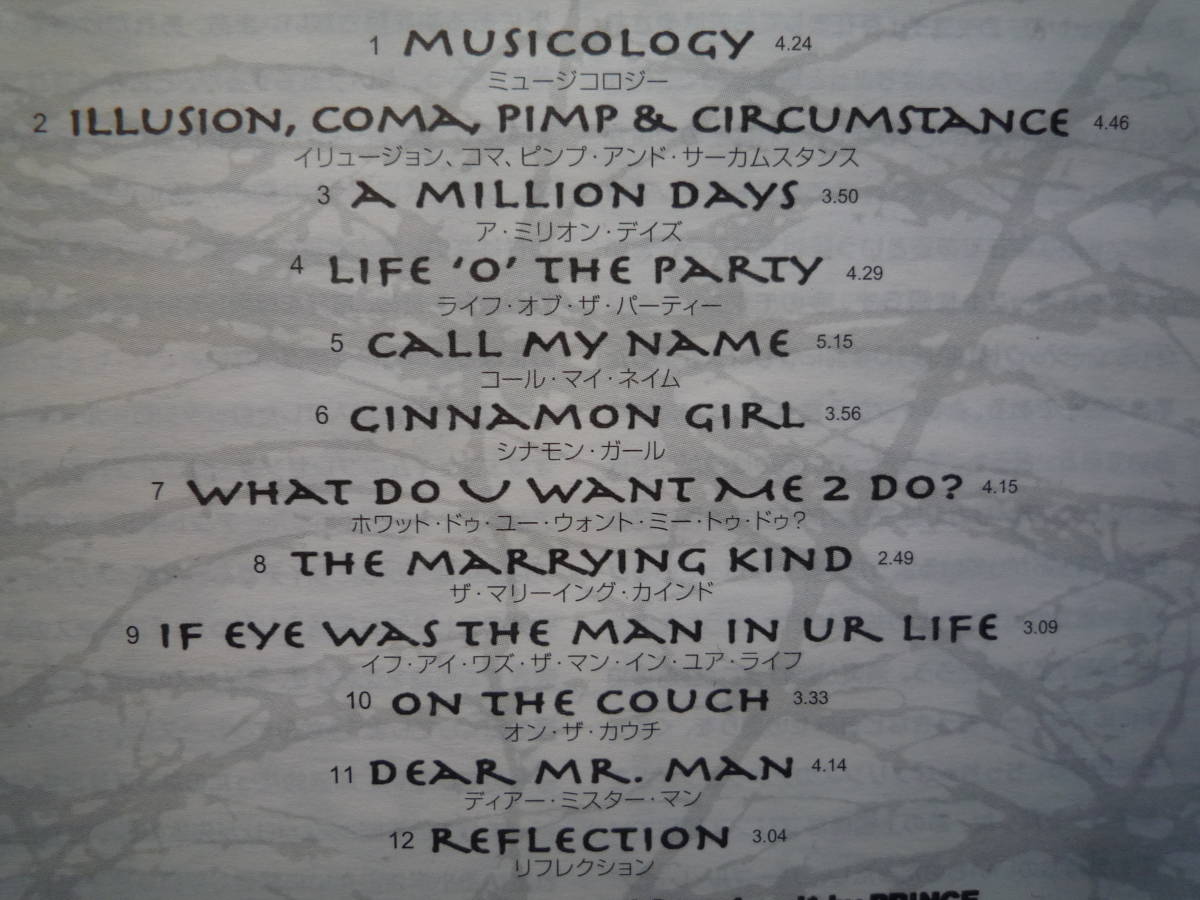 1 MUSICOLOGY 4.24
ミュージコロジー
2 ILLUSION, COMA, PIMP & CIRCUMSTANCE 4.46
イリュージョン、コマ、ピンプ・アンド・サーカムスタンス
3 A MILLION DAYS 3.50
ア・ミリオン・デイズ
4 LIFE 'O' THE PARTY 4.29
ライフ・オブ・ザ・パーティー
5 CALL MY NAME 5.15
コール・マイ・ネイム
6 CINNAMON GIRL 3.56
シナモン・ガール
7 WHAT DO U WANT ME 2 DO? 4.15
ホワット・ドゥ・ユー・ウォント・ミー・トゥ・ドゥ?
8 THE MARRYING KIND 2.49
ザ・マリーイング・カインド
9 IF EYE WAS THE MAN IN UR LIFE 3.09
イフ・アイ・ワズ・ザ・マン・イン・ユア・ライフ
10 ON THE COUCH 3.33
オン・ザ・カウチ
11 DEAR MR. MAN 4.14
ディアー・ミスター・マン
12 REFLECTION 3.04
リフレクション
by PRINCE